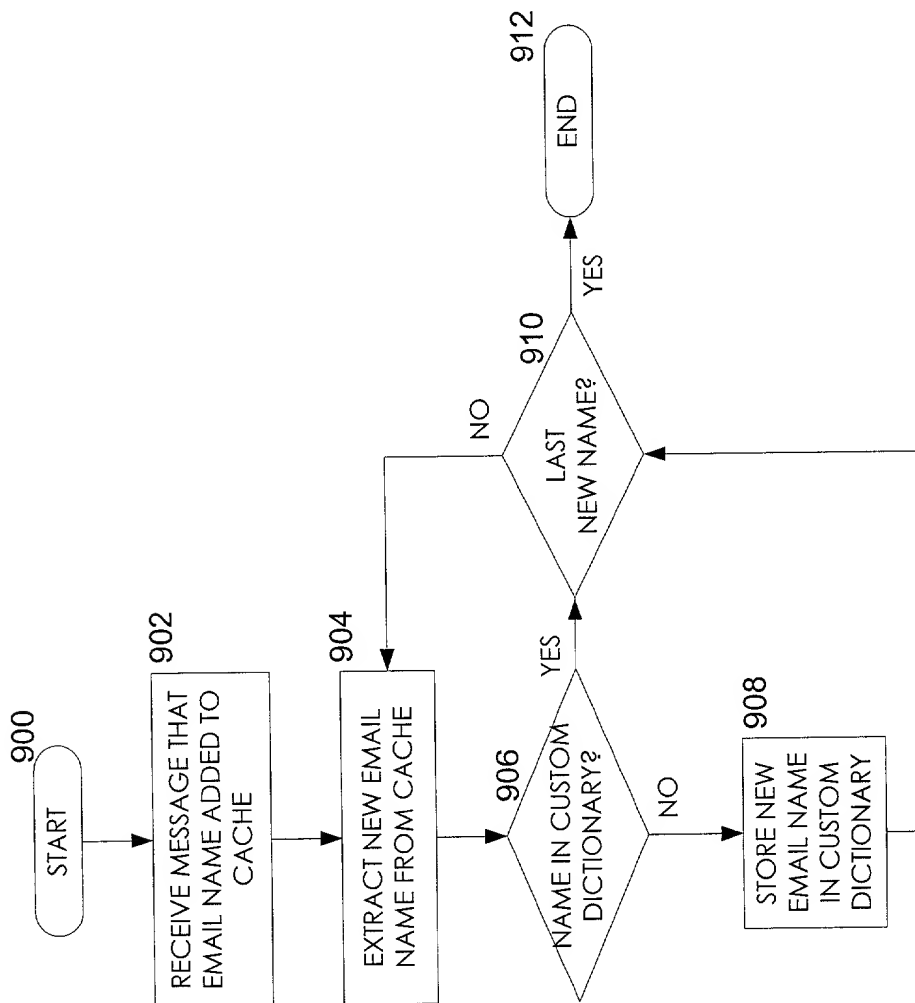 900
START
902
RECEIVE MESSAGE THAT
EMAIL NAME ADDED TO
CACHE
904
EXTRACT NEW EMAIL
NAME FROM CACHE
906
NAME IN CUSTOM
DICTIONARY?
YES
NO
908
STORE NEW
EMAIL NAME
IN CUSTOM
DICTIONARY
910
LAST
NEW NAME?
NO
YES
912
END